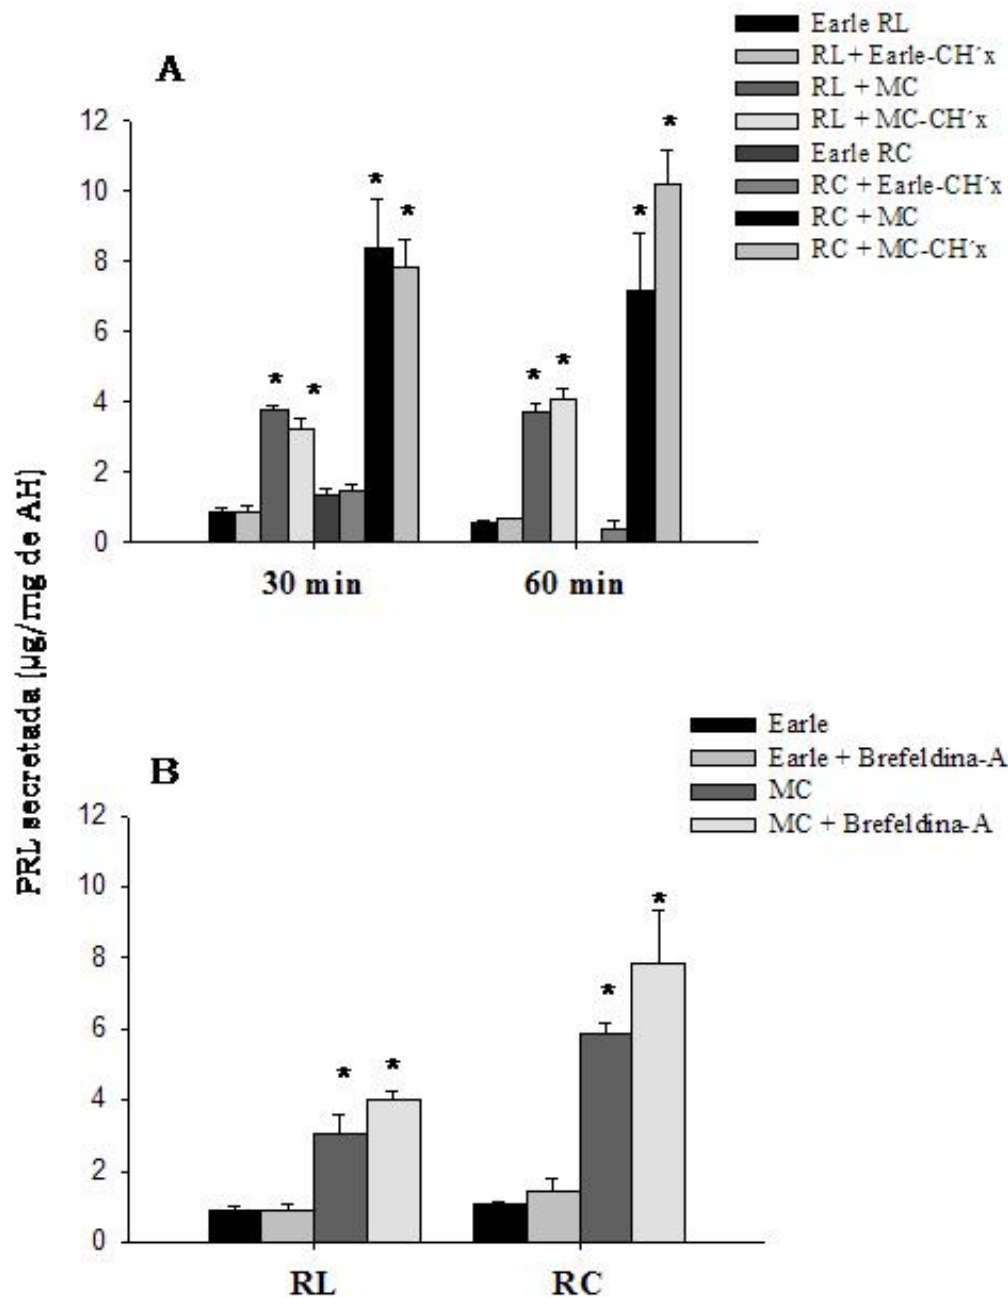 A
Earle RL
RL+ Earle-CH´x
RL + MC
RL + MC-CH´x
Earle RC
RC + Earle-CH´x
RC + MC
RC + MC-CH´x
12
10
8
6
4
2
0
* * * * * * * *
30 min 60 min
PRL secretada (µg/mg de AH)
B
Earle
Earle + Brefeldina-A
MC
MC + Brefeldina-A
12
10
8
6
4
2
0
* * * *
RL RC